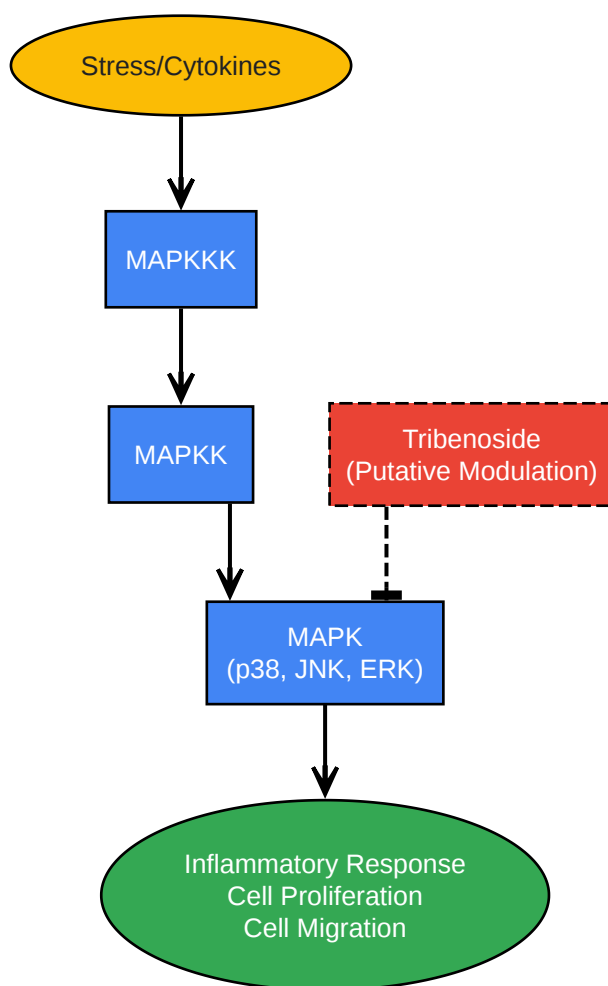 Stress/Cytokines
MAPKKK
MAPKK
Tribenoside
(Putative Modulation)
MAPK
(p38, JNK, ERK)
Inflammatory Response
Cell Proliferation
Cell Migration